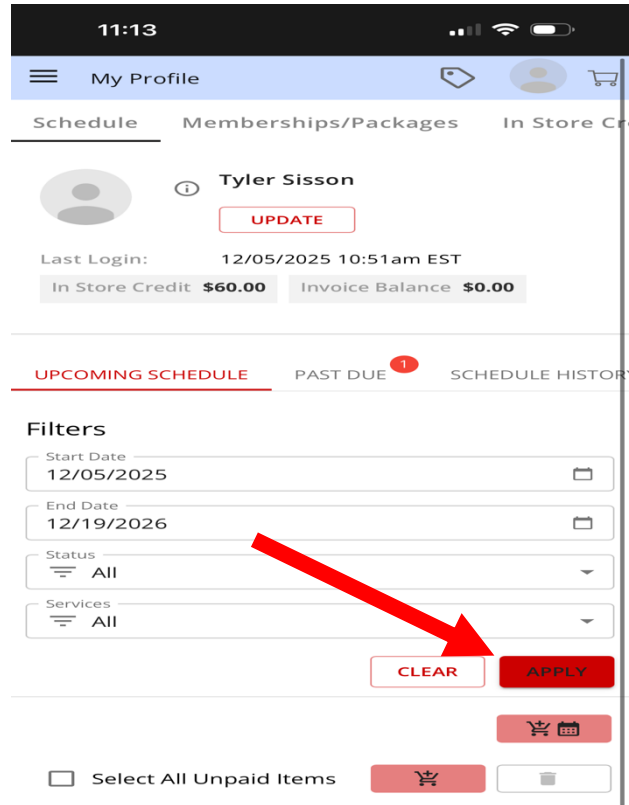 11:13
My Profile
Schedule Memberships/Packages In Store Cr
Tyler Sisson
UPDATE
Last Login: 12/05/2025 10:51am EST
In Store Credit $60.00 Invoice Balance $0.00
UPCOMING SCHEDULE PAST DUE 1 SCHEDULE HISTOR
Filters
Start Date
12/05/2025
End Date
12/19/2026
Status
All
Services
All
CLEAR APPLY
Select All Unpaid Items